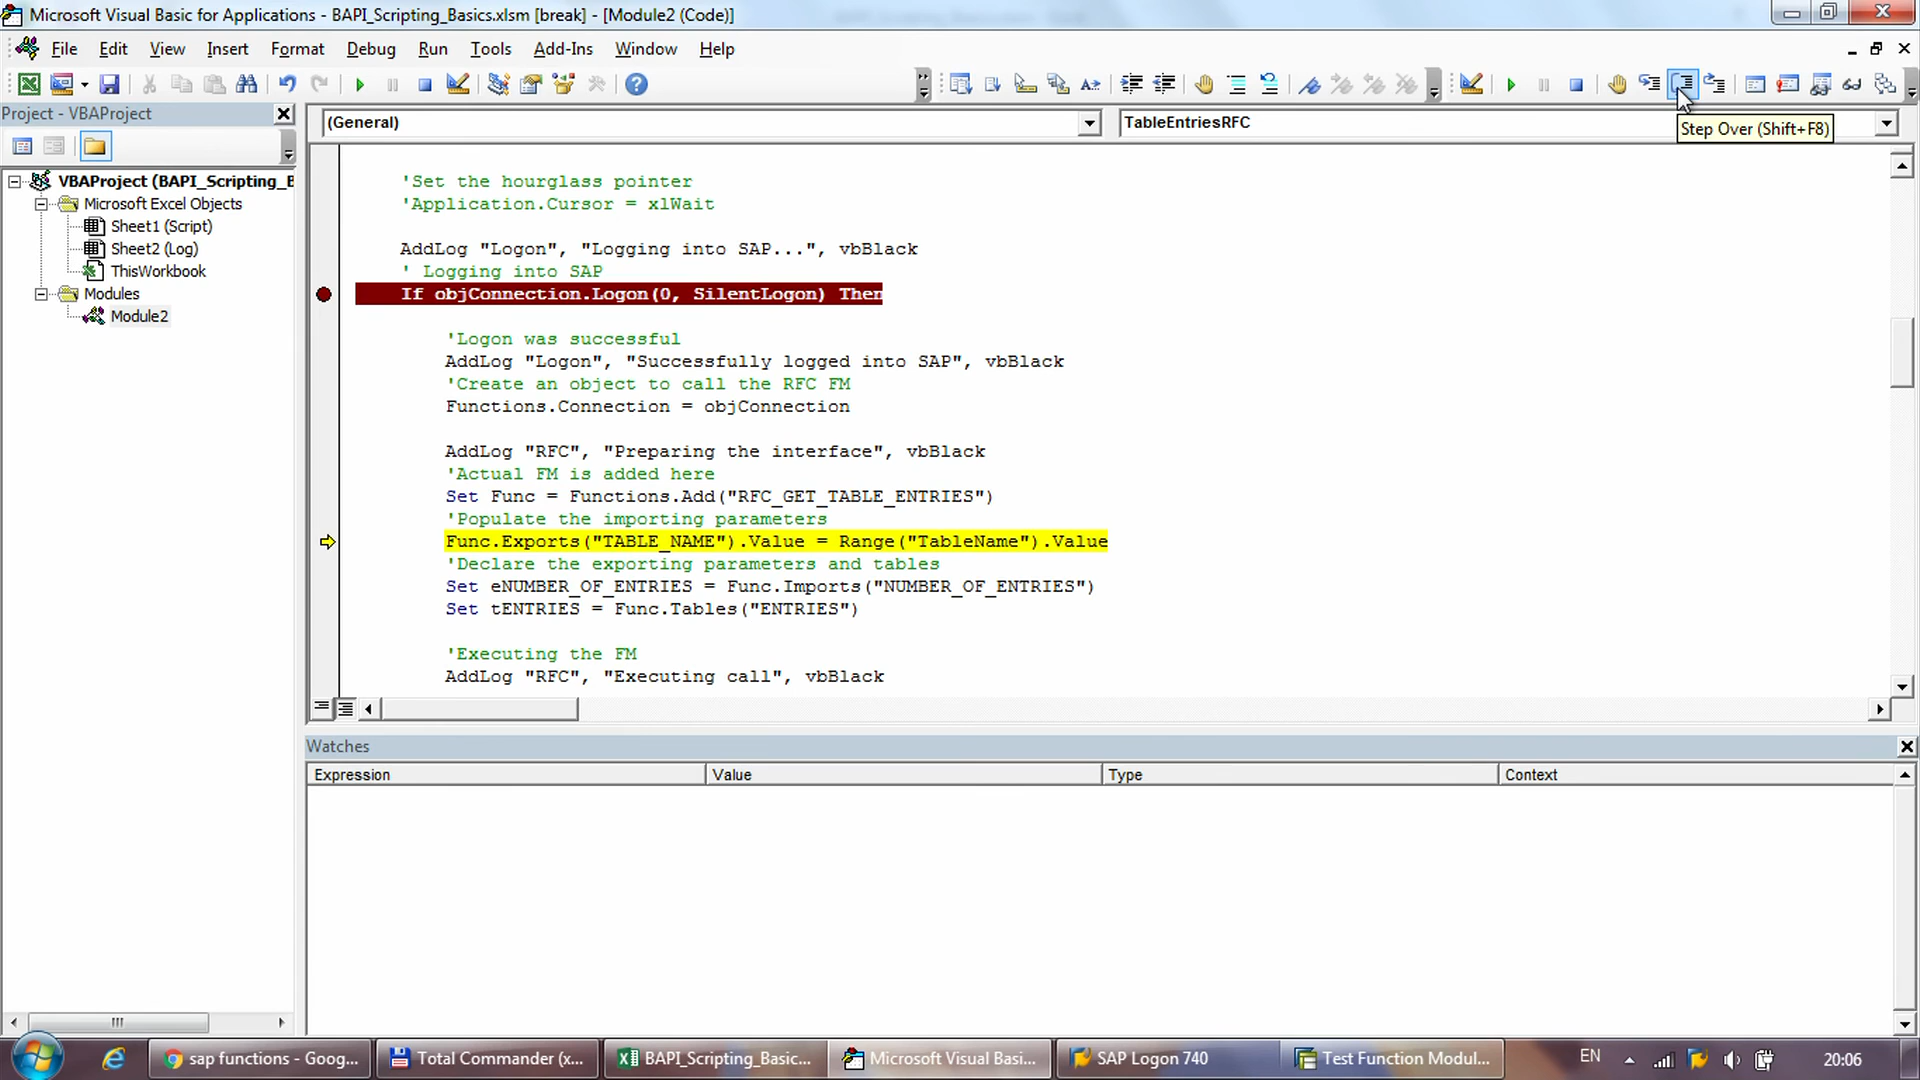 Microsoft Visual Basic for Applications - BAPI_Scripting_Basics.xlsm [break] - [Module2 (Code)]
File Edit View Insert Format Debug Run Tools Add-Ins Window Help
Project - VBAProject
(General)
TableEntriesRFC
Step Over (Shift+F8)
VBAProject (BAPI_Scripting_B
Microsoft Excel Objects
Sheet1 (Script)
Sheet2 (Log)
ThisWorkbook
Modules
Module2
'Set the hourglass pointer
'Application.Cursor = xlWait
AddLog "Logon", "Logging into SAP...", vbBlack
' Logging into SAP
If objConnection.Logon(0, SilentLogon) Then
'Logon was successful
AddLog "Logon", "Successfully logged into SAP", vbBlack
'Create an object to call the RFC FM
Functions.Connection = objConnection
AddLog "RFC", "Preparing the interface", vbBlack
'Actual FM is added here
Set Func = Functions.Add("RFC_GET_TABLE_ENTRIES")
'Populate the importing parameters
Func.Exports("TABLE_NAME").Value = Range("TableName").Value
'Declare the exporting parameters and tables
Set eNUMBER_OF_ENTRIES = Func.Imports("NUMBER_OF_ENTRIES")
Set tENTRIES = Func.Tables("ENTRIES")
'Executing the FM
AddLog "RFC", "Executing call", vbBlack
Watches
Expression Value Type Context
sap functions - Goog... Total Commander (x... BAPI_Scripting_Basic... Microsoft Visual Basi... SAP Logon 740 Test Function Modul... EN 20:06